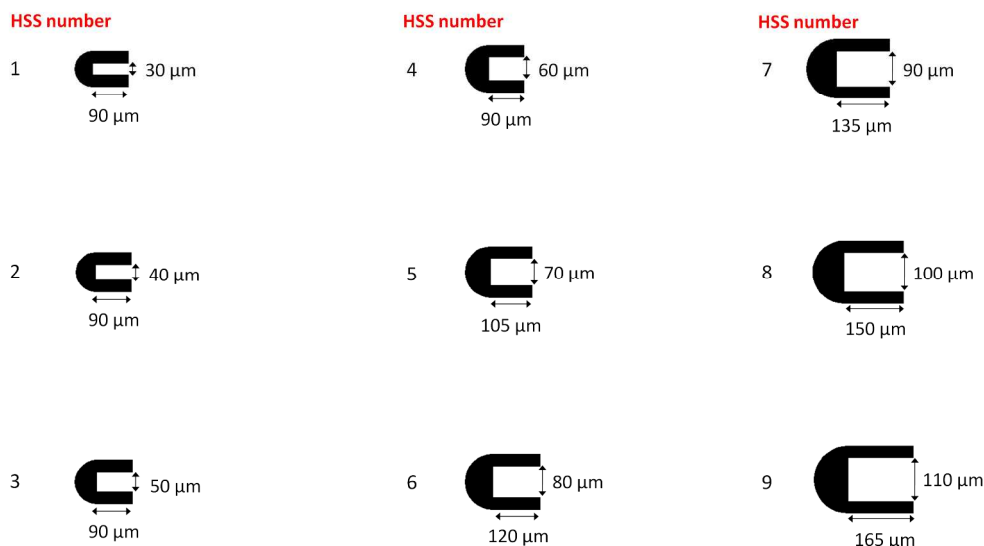 HSS number
1
30 µm
90 µm
2
40 µm
90 µm
3
50 µm
90 µm
HSS number
4
60 µm
90 µm
5
70 µm
105 µm
6
80 µm
120 µm
HSS number
7
90 µm
135 µm
8
100 µm
150 µm
9
110 µm
165 µm